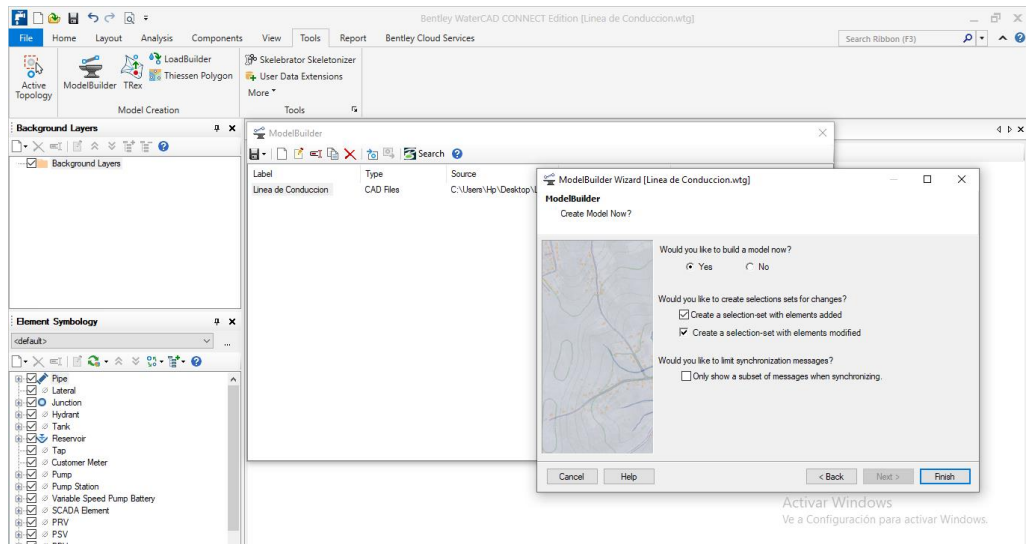 Bentley WaterCAD CONNECT Edition [Linea de Conduccion.wtg]
File Home Layout Analysis Components View Tools Report Bentley Cloud Services
Search Ribbon (F3)
Active Topology
ModelBuilder
TRex
LoadBuilder
Thiessen Polygon
Model Creation
Skelebrator Skeletonizer
User Data Extensions
More
Tools
Background Layers
Background Layers
Element Symbology
<default>
Pipe
Lateral
Junction
Hydrant
Tank
Reservoir
Tap
Customer Meter
Pump
Pump Station
Variable Speed Pump Battery
SCADA Element
PRV
PSV
ModelBuilder
Search
Label Type Source
Linea de Conduccion CAD Files C:\Users\Hp\Desktop\L
ModelBuilder Wizard [Linea de Conduccion.wtg]
ModelBuilder
Create Model Now?
Would you like to build a model now?
Yes No
Would you like to create selections sets for changes?
Create a selection-set with elements added
Create a selection-set with elements modified
Would you like to limit synchronization messages?
Only show a subset of messages when synchronizing.
Cancel Help < Back Next > Finish
Activar Windows
Ve a Configuración para activar Windows.